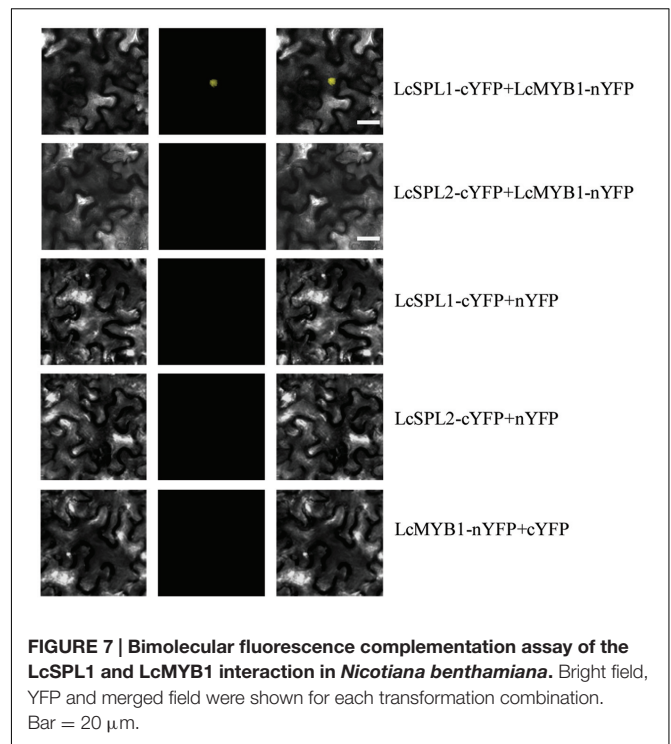 LcSPL1-cYFP+LcMYB1-nYFP
LcSPL2-cYFP+LcMYB1-nYFP
LcSPL1-cYFP+nYFP
LcSPL2-cYFP+nYFP
LcMYB1-nYFP+cYFP
FIGURE 7 | Bimolecular fluorescence complementation assay of the
LcSPL1 and LcMYB1 interaction in Nicotiana benthamiana. Bright field,
YFP and merged field were shown for each transformation combination.
Bar = 20 μm.